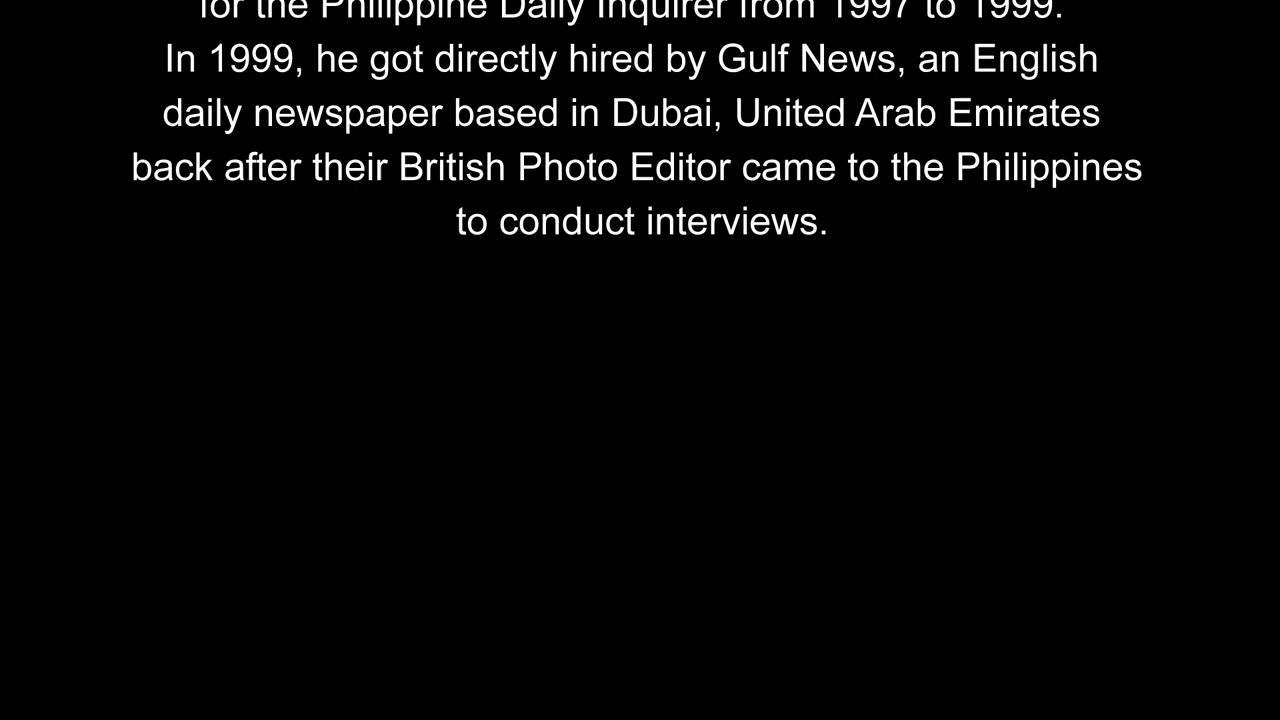 for the Philippine Daily Inquirer from 1997 to 1999.
In 1999, he got directly hired by Gulf News, an English
daily newspaper based in Dubai, United Arab Emirates
back after their British Photo Editor came to the Philippines
to conduct interviews.